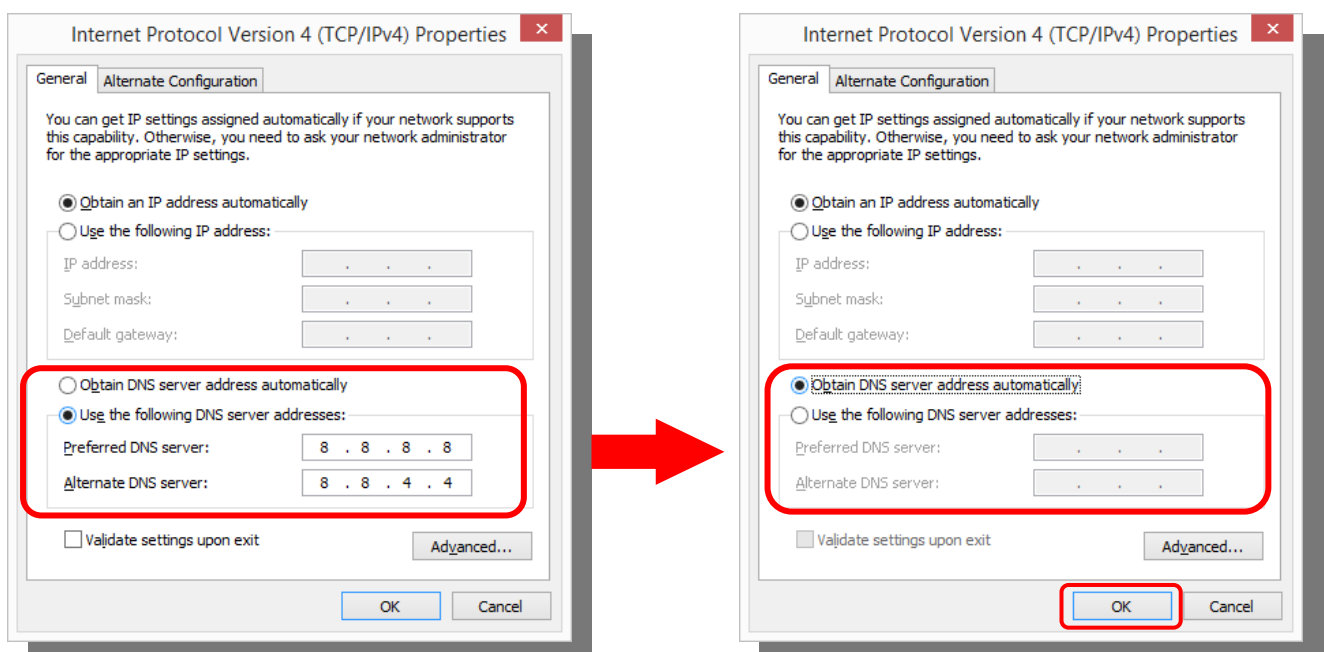 Internet Protocol Version 4 (TCP/IPv4) Properties
General
Alternate Configuration
You can get IP settings assigned automatically if your network supports
this capability. Otherwise, you need to ask your network administrator
for the appropriate IP settings.
Obtain an IP address automatically
Use the following IP address:
IP address:
. . .
Subnet mask:
. . .
Default gateway:
. . .
Obtain DNS server address automatically
Use the following DNS server addresses:
Preferred DNS server:
8 . 8 . 8 . 8
Alternate DNS server:
8 . 8 . 4 . 4
Validate settings upon exit
Advanced...
OK
Cancel
Internet Protocol Version 4 (TCP/IPv4) Properties
General
Alternate Configuration
You can get IP settings assigned automatically if your network supports
this capability. Otherwise, you need to ask your network administrator
for the appropriate IP settings.
Obtain an IP address automatically
Use the following IP address:
IP address:
. . .
Subnet mask:
. . .
Default gateway:
. . .
Obtain DNS server address automatically
Use the following DNS server addresses:
Preferred DNS server:
. . .
Alternate DNS server:
. . .
Validate settings upon exit
Advanced...
OK
Cancel